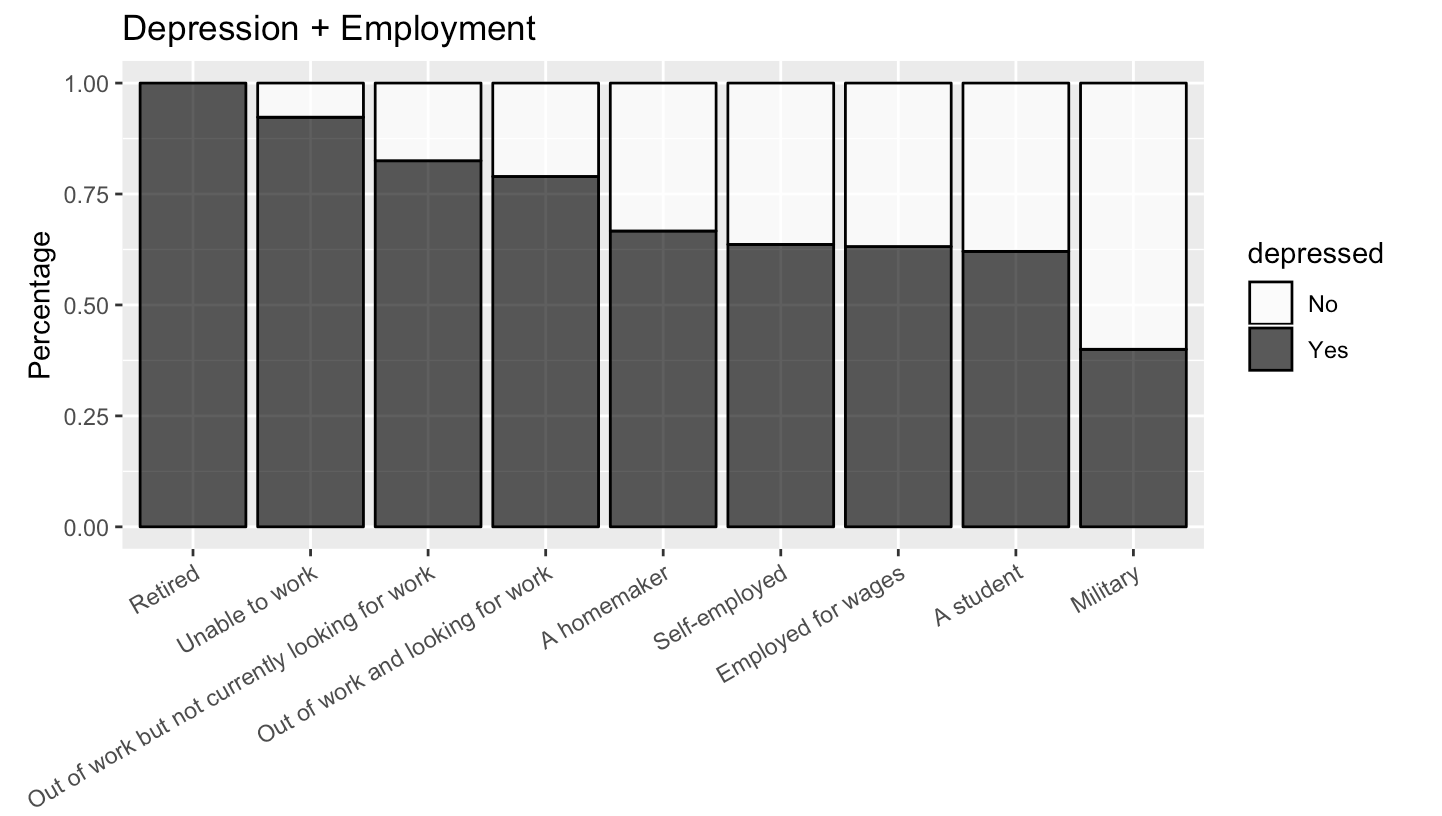 Depression + Employment
Percentage
1.00
0.75
0.50
0.25
0.00
Retired
Unable to work
Out of work but not currently looking for work
Out of work and looking for work
A homemaker
Self-employed
Employed for wages
A student
Military
depressed
No
Yes